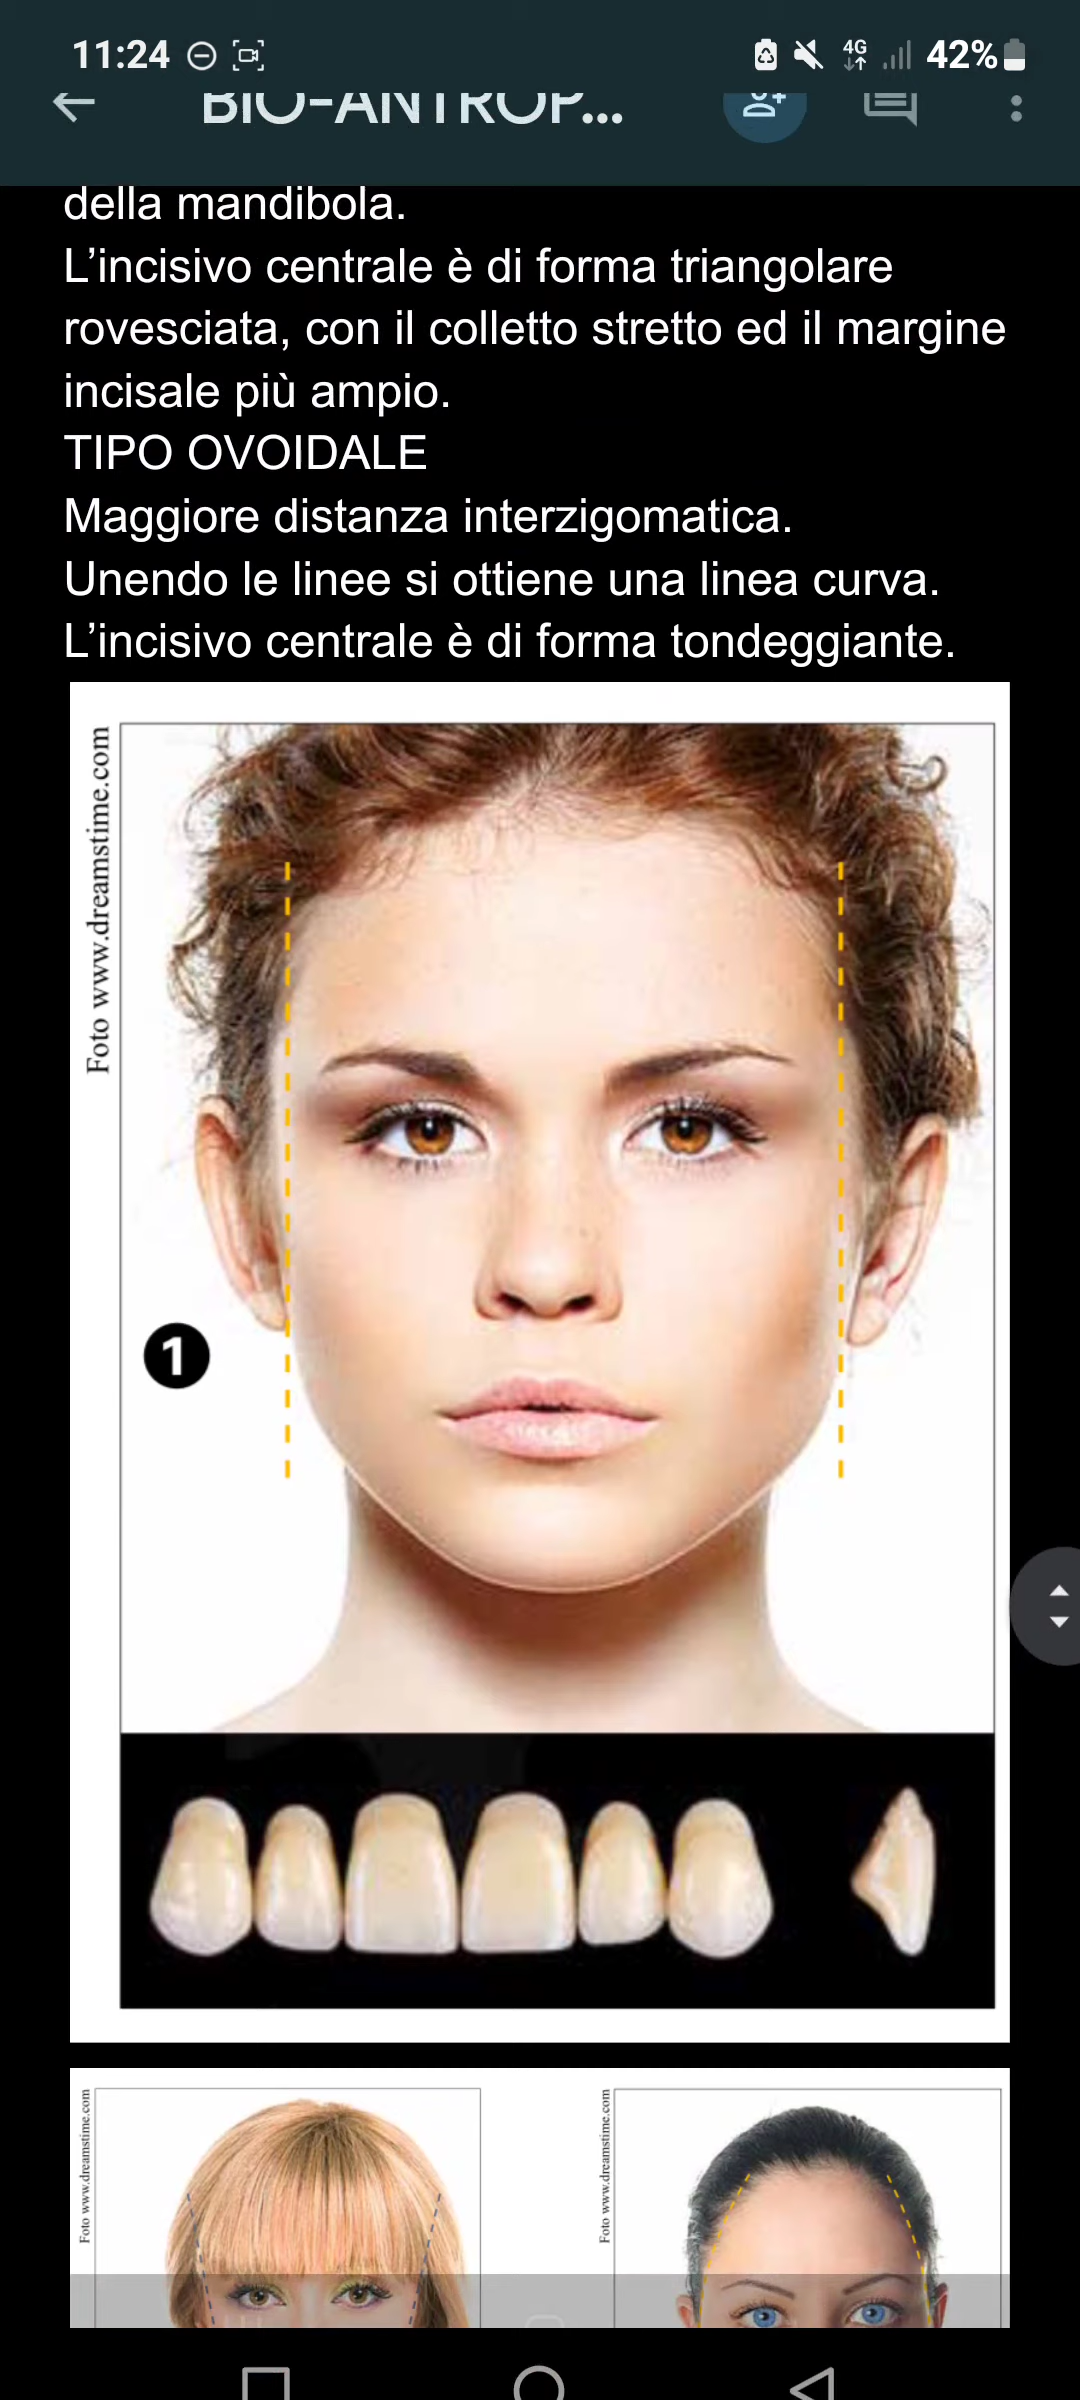 11:24
4G
42%
BIO-ANTROP...
della mandibola.
L’incisivo centrale è di forma triangolare
rovesciata, con il colletto stretto ed il margine
incisale più ampio.
TIPO OVOIDALE
Maggiore distanza interzigomatica.
Unendo le linee si ottiene una linea curva.
L’incisivo centrale è di forma tondeggiante.
Foto www.dreamstime.com
1
Foto www.dreamstime.com
Foto www.dreamstime.com